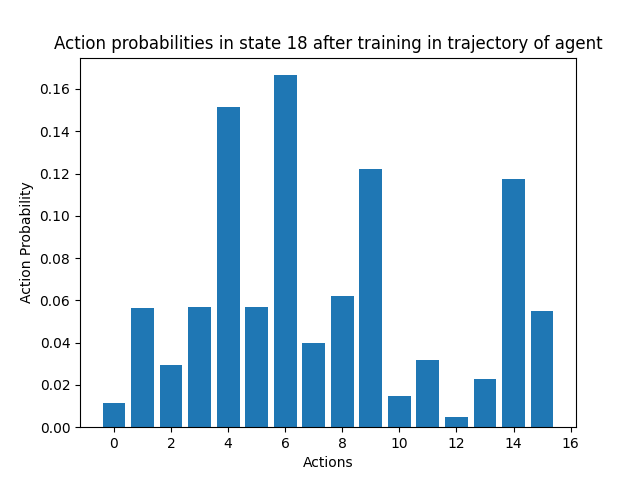 Action probabilities in state 18 after training in trajectory of agent
0.16
0.14
0.12
0.10
0.08
0.06
0.04
0.02
0.00
Action Probability
0 2 4 6 8 10 12 14 16
Actions